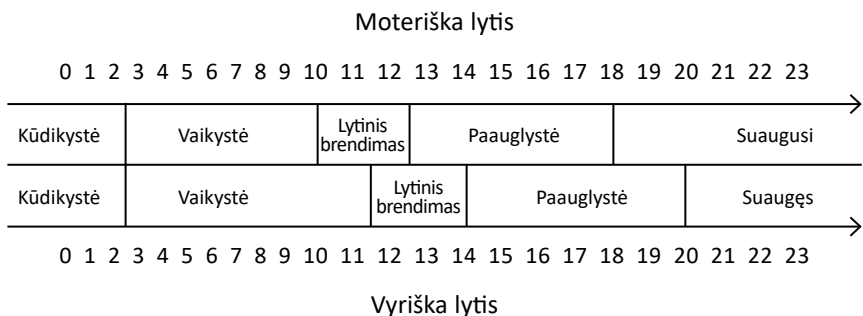 Moteriška lytis
0 1 2 3 4 5 6 7 8 9 10 11 12 13 14 15 16 17 18 19 20 21 22 23
Kūdikystė Vaikystė Lytinis brendimas Paauglystė Suaugusi
Kūdikystė Vaikystė Lytinis brendimas Paauglystė Suaugęs
0 1 2 3 4 5 6 7 8 9 10 11 12 13 14 15 16 17 18 19 20 21 22 23
Vyriška lytis